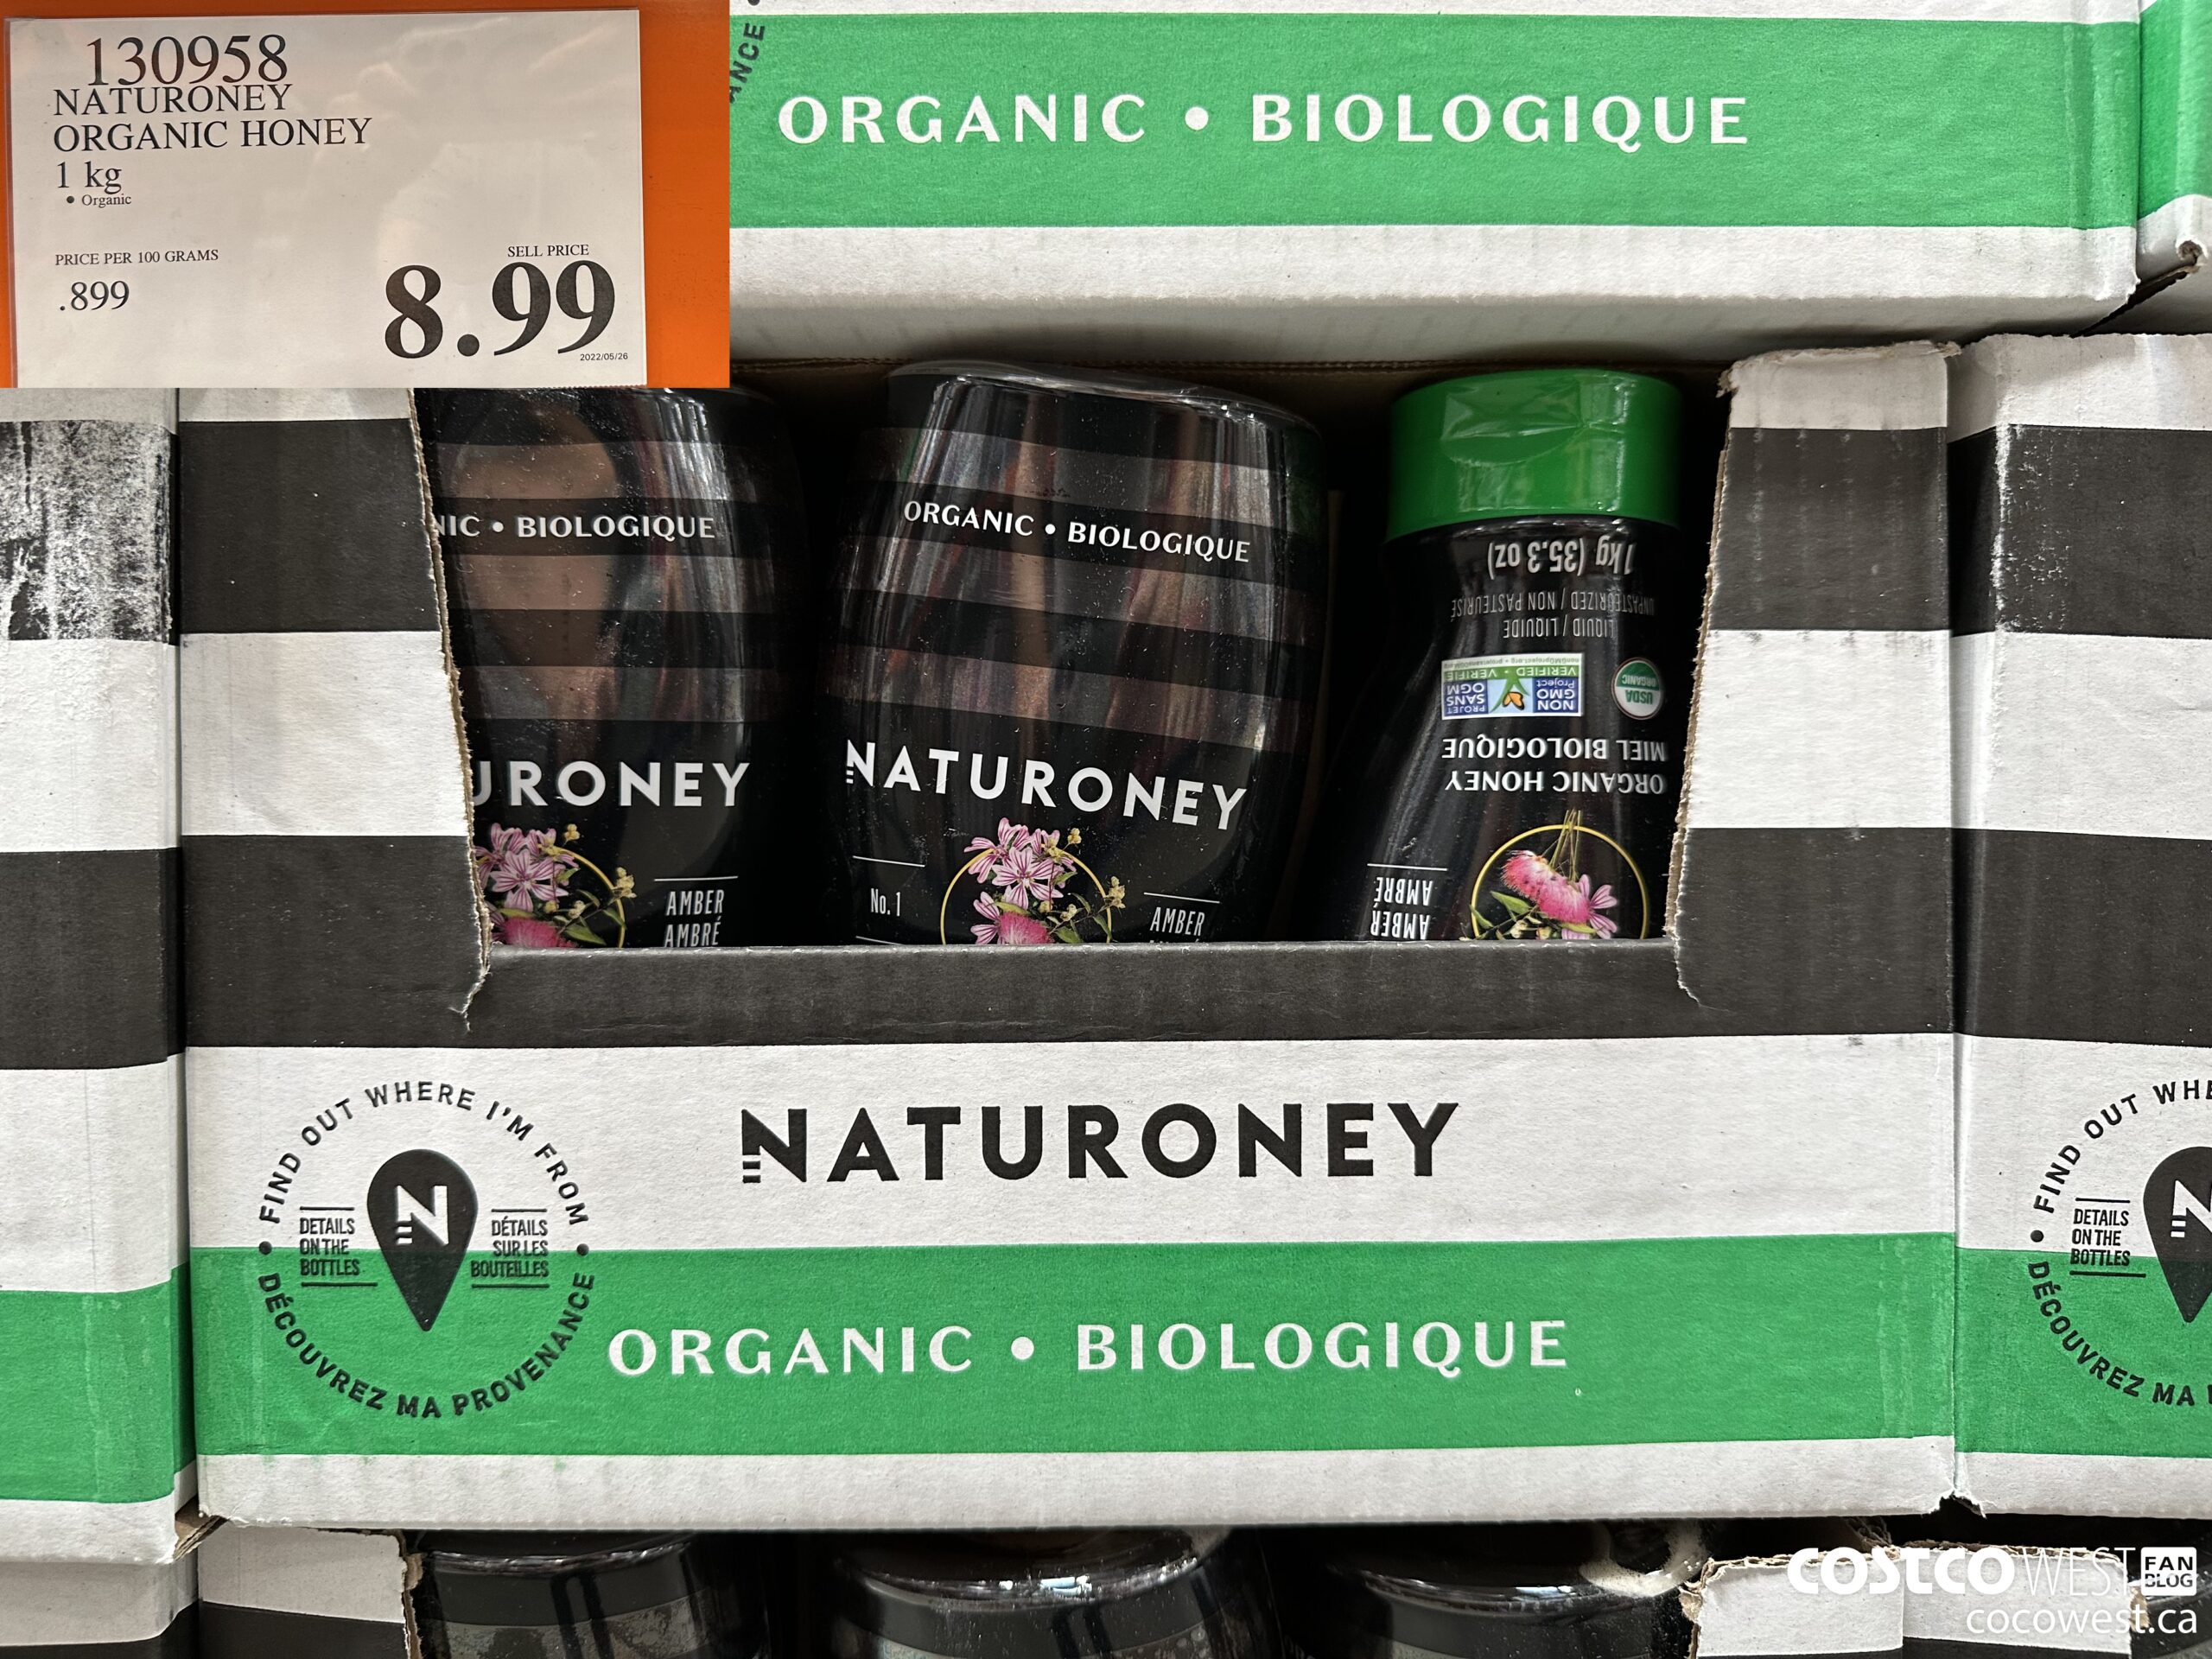 130958
NATURONEY
ORGANIC HONEY
1 kg
• Organic
PRICE PER 100 GRAMS
.899
SELL PRICE
8.99
2022/05/26
ANCE
ORGANIC • BIOLOGIQUE
NIC • BIOLOGIQUE
URONEY
AMBER
AMBRÉ
ORGANIC • BIOLOGIQUE
NATURONEY
No. 1
AMBER
1 kg (35.3 oz)
UNPASTEURIZED / NON PASTEURISÉ
LIQUID / LIQUIDE
USDA
ORGANIC
NON
GMO
Project
PROJET
SANS
OGM
VERIFIED • VERIFIÉ
ORGANIC HONEY
MIEL BIOLOGIQUE
AMBER
AMBRÉ
NATURONEY
FIND OUT WHERE I'M FROM
DETAILS
ON THE
BOTTLES
N
DÉTAILS
SUR LES
BOUTEILLES
• DÉCOUVREZ MA PROVENANCE •
ORGANIC • BIOLOGIQUE
• FIND OUT WHE
DETAILS
ON THE
BOTTLES
N
DÉCOUVREZ MA
COSTCO WEST FAN BLOG
cocowest.ca